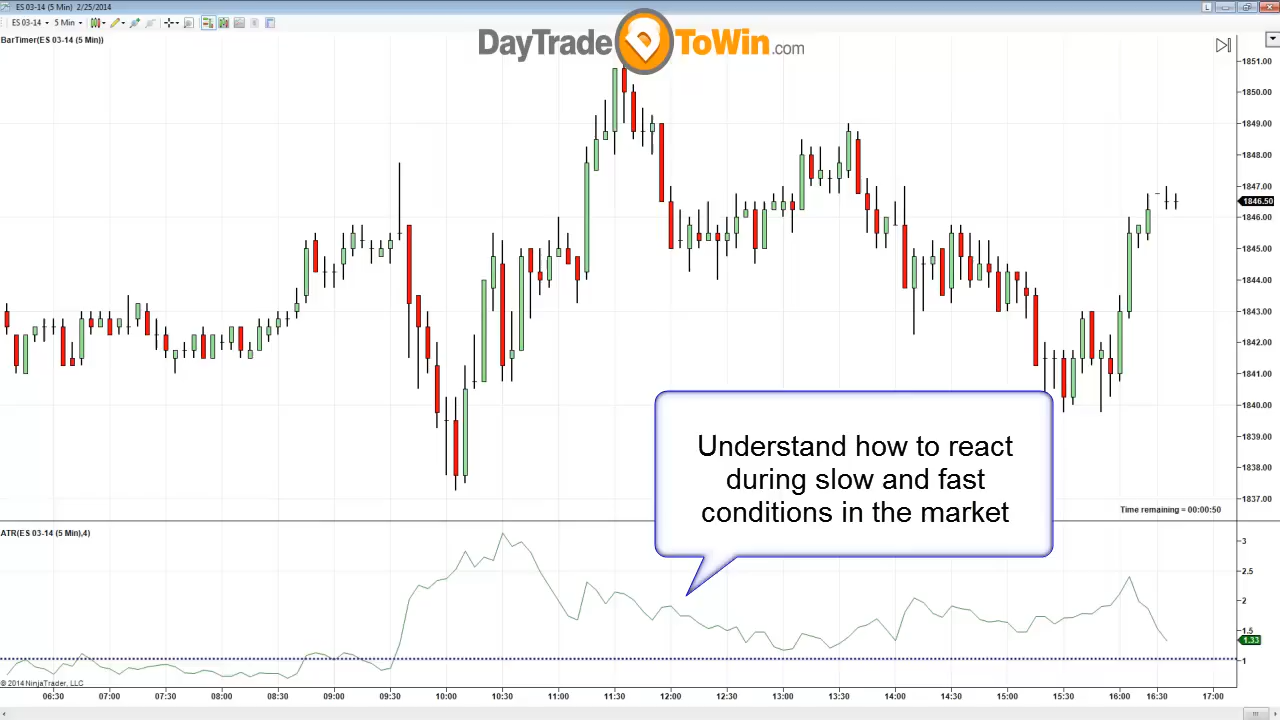 ES 03-14 (5 Min) 2/25/2014
ES 03-14
5 Min
BarTimer(ES 03-14 (5 Min))
DayTradeToWin.com
1851.00
1850.00
1849.00
1848.00
1847.00
1846.50
1846.00
1845.00
1844.00
1843.00
1842.00
1841.00
1840.00
1839.00
1838.00
1837.00
Understand how to react
during slow and fast
conditions in the market
Time remaining = 00:00:50
ATR(ES 03-14 (5 Min),4)
3
2.5
2
1.5
1.33
1
© 2014 NinjaTrader, LLC
06:30 07:00 07:30 08:00 08:30 09:00 09:30 10:00 10:30 11:00 11:30 12:00 12:30 13:00 13:30 14:00 14:30 15:00 15:30 16:00 16:30 17:00